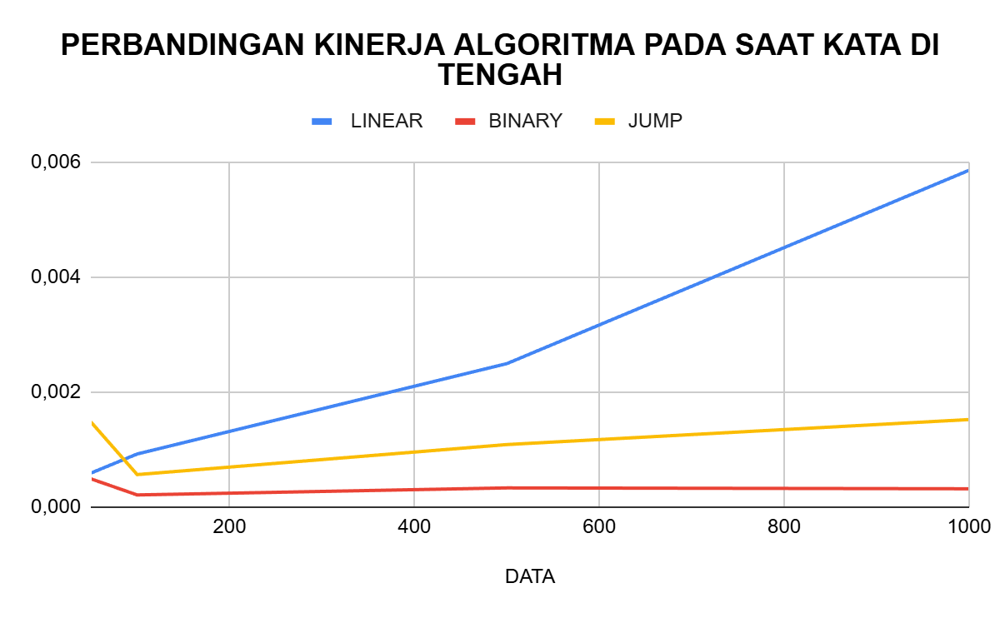 PERBANDINGAN KINERJA ALGORITMA PADA SAAT KATA DI
TENGAH
LINEAR BINARY JUMP
0,006
0,004
0,002
0,000
200 400 600 800 1000
DATA